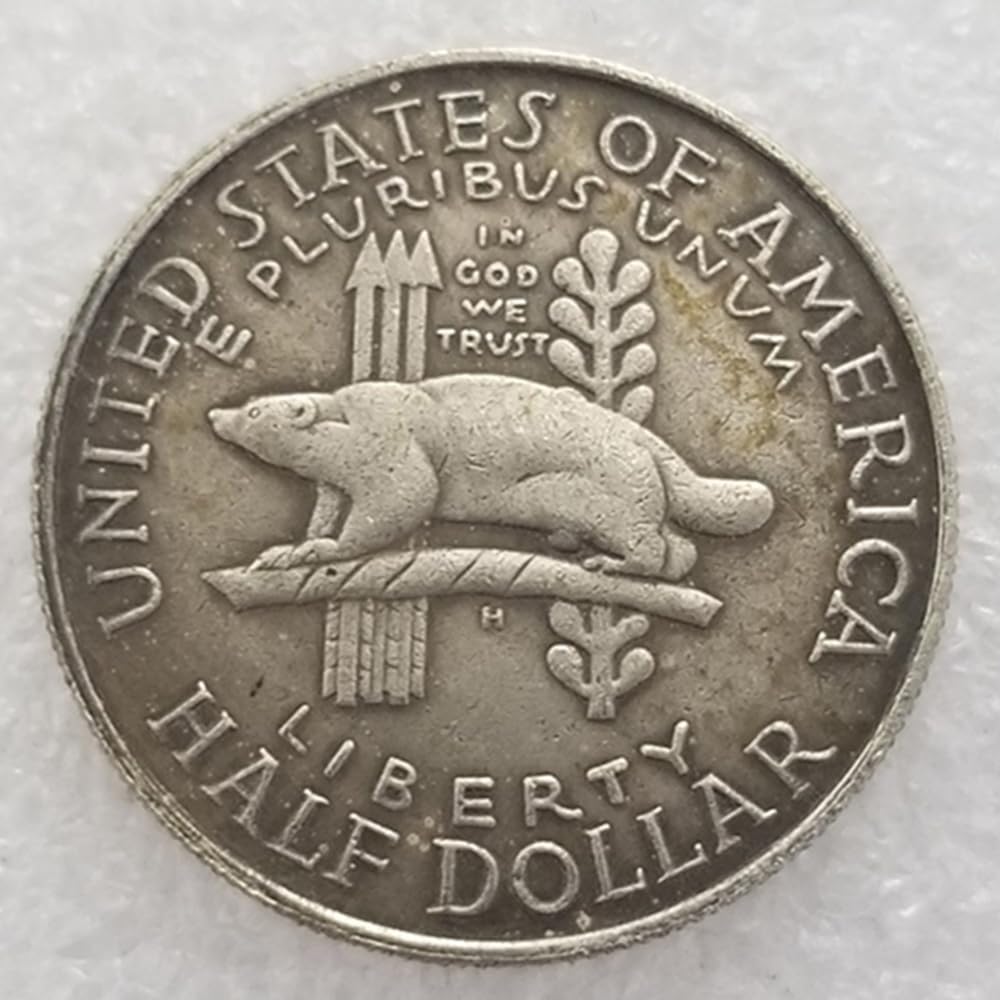 UNITED STATES OF AMERICA
E PLURIBUS UNUM
IN
GOD
WE
TRUST
H
LIBERTY
HALF DOLLAR